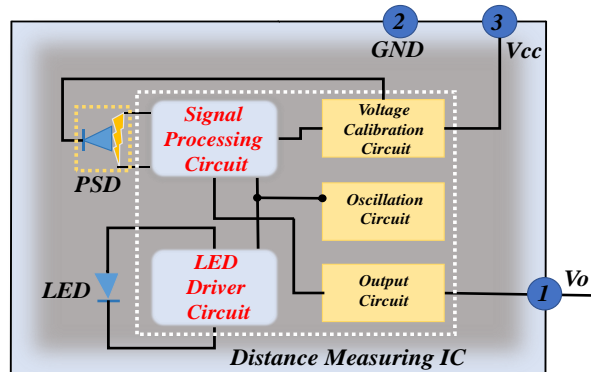 2
3
GND
Vcc
Signal
Processing
Circuit
Voltage
Calibration
Circuit
PSD
Oscillation
Circuit
LED
Driver
Circuit
Output
Circuit
LED
1
Vo
Distance Measuring IC